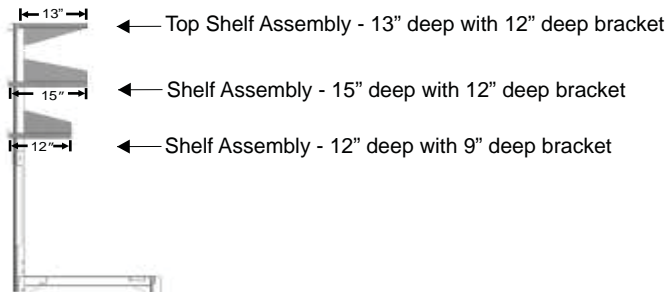 13”
Top Shelf Assembly - 13” deep with 12” deep bracket
15”
Shelf Assembly - 15” deep with 12” deep bracket
12”
Shelf Assembly - 12” deep with 9” deep bracket